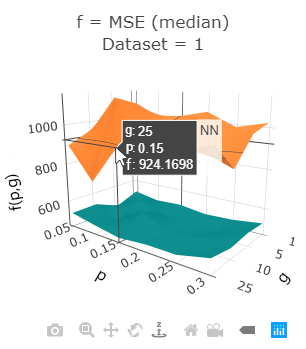 f = MSE (median)
Dataset = 1
g: 25
p: 0.15
f: 924.1698
NN
1000
800
600
f(p,g)
0.05
0.1
0.15
0.2
0.25
0.3
p
1
5
10
15
25
g